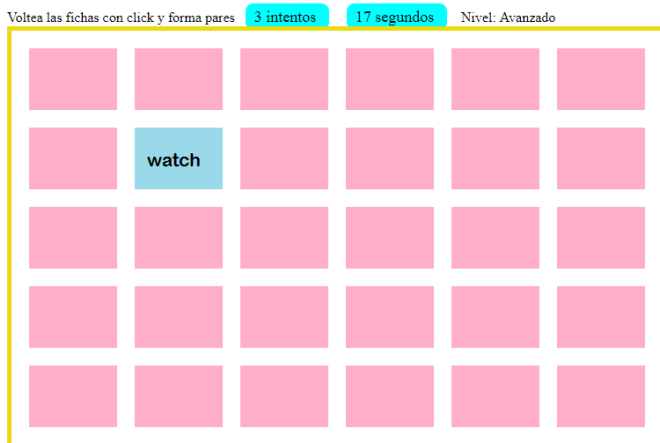 Voltea las fichas con click y forma pares 3 intentos 17 segundos Nivel: Avanzado
watch